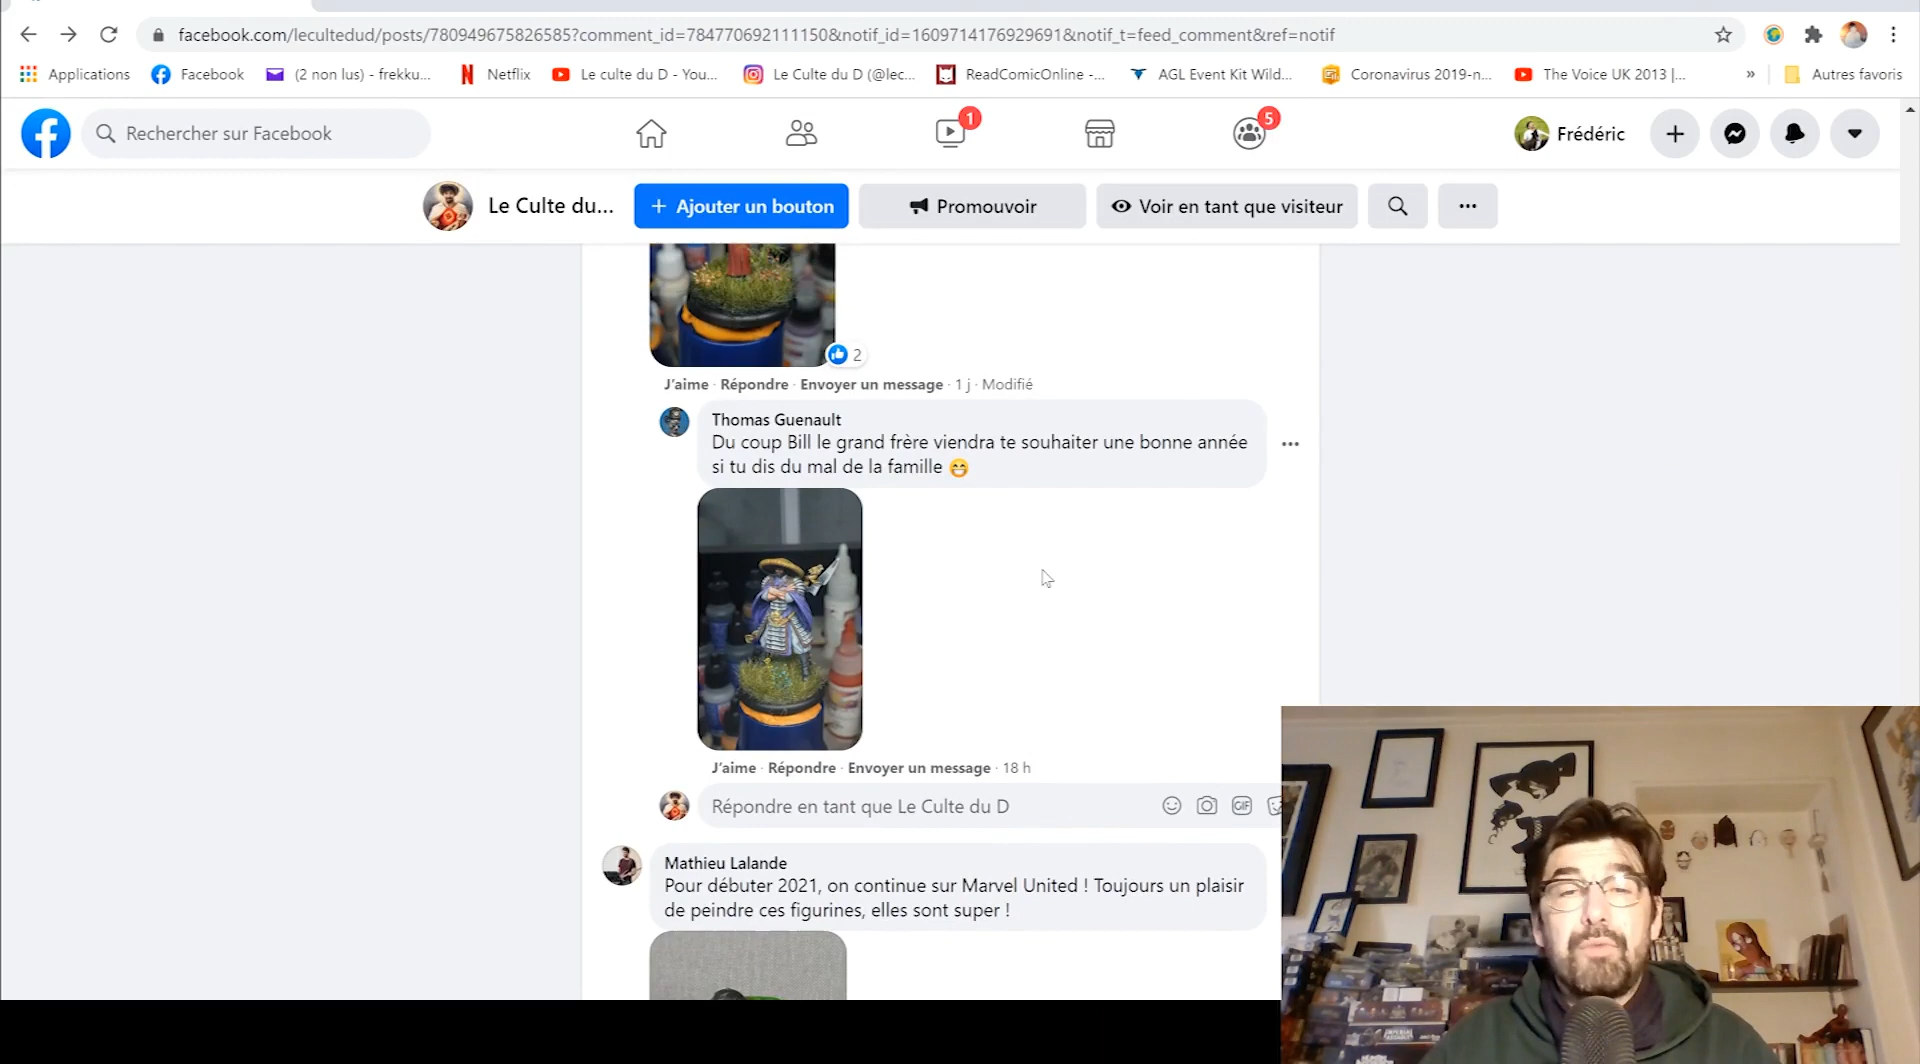 facebook.com/lecultedud/posts/780949675826585?comment_id=784770692111150&notif_id=1609714176929691&notif_t=feed_comment&ref=notif
Applications
Facebook
(2 non lus) - frekku...
Netflix
Le culte du D - You...
Le Culte du D (@lec...
ReadComicOnline -...
AGL Event Kit Wild...
Coronavirus 2019-n...
The Voice UK 2013 |...
»
Autres favoris
Rechercher sur Facebook
1
5
Frédéric
Le Culte du...
+ Ajouter un bouton
Promouvoir
Voir en tant que visiteur
2
J'aime · Répondre · Envoyer un message · 1 j · Modifié
Thomas Guenault
Du coup Bill le grand frère viendra te souhaiter une bonne année
si tu dis du mal de la famille 😁
J'aime · Répondre · Envoyer un message · 18 h
Répondre en tant que Le Culte du D
GIF
Mathieu Lalande
Pour débuter 2021, on continue sur Marvel United ! Toujours un plaisir
de peindre ces figurines, elles sont super !